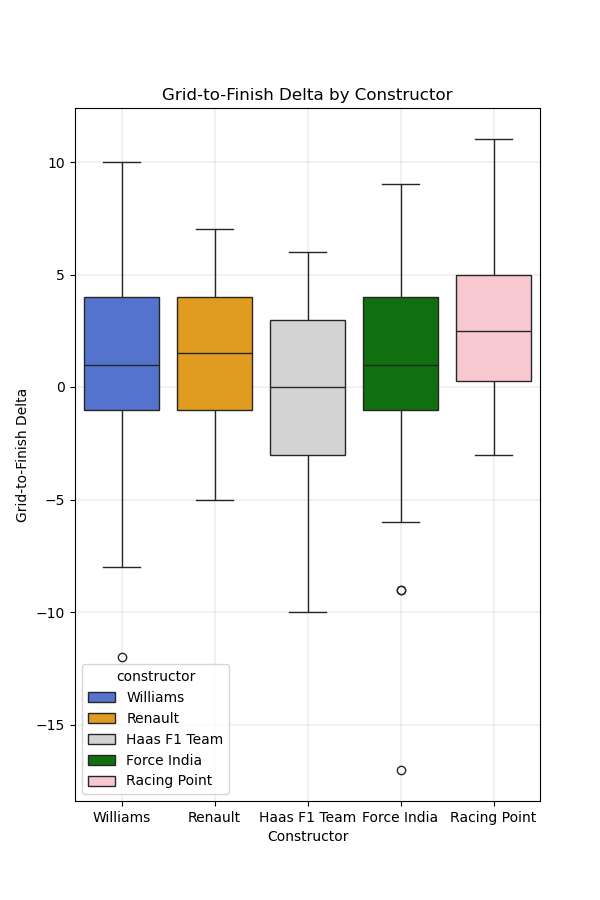 Grid-to-Finish Delta by Constructor
Grid-to-Finish Delta
10
5
0
−5
−10
−15
constructor
Williams
Renault
Haas F1 Team
Force India
Racing Point
Williams Renault Haas F1 Team Force India Racing Point
Constructor